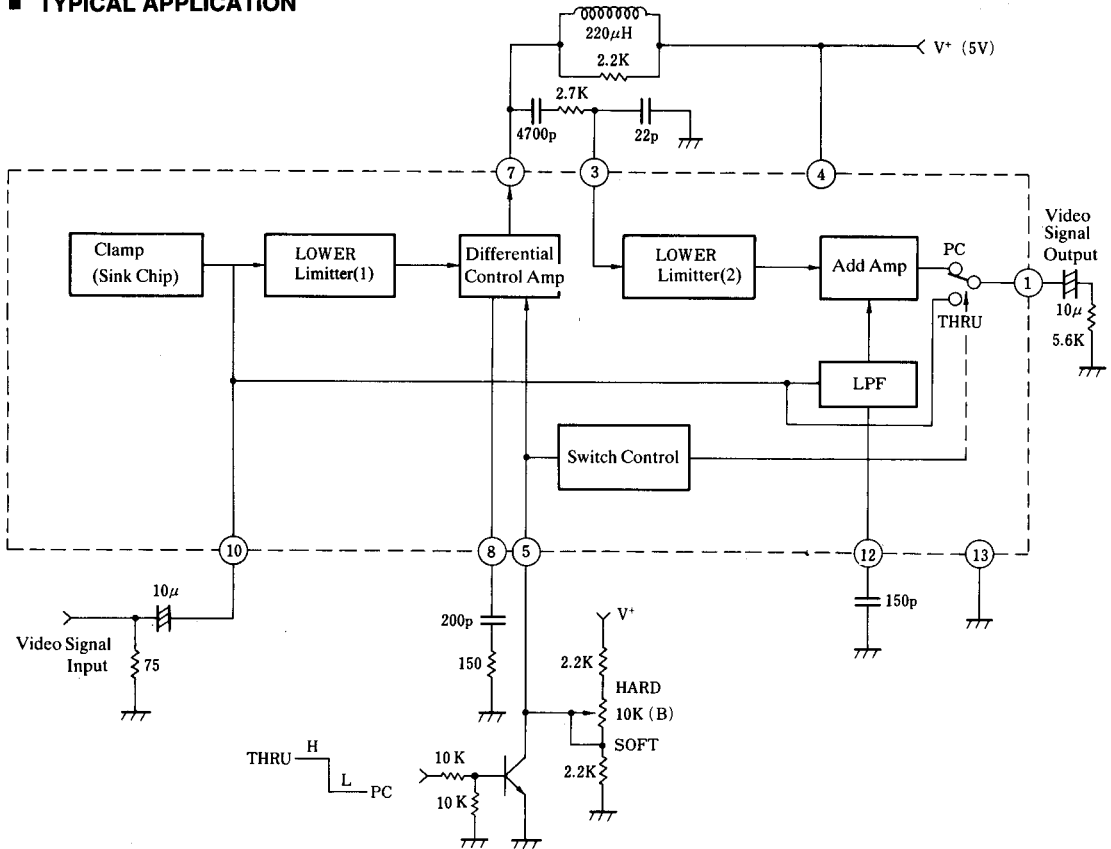 ■ TYPICAL APPLICATION
220μH
V⁺ (5V)
2.2K
2.7K
4700p
22p
7
3
4
Clamp
(Sink Chip)
LOWER
Limitter(1)
Differential
Control Amp
LOWER
Limitter(2)
Add Amp
PC
THRU
Video
Signal
Output
1
10μ
5.6K
LPF
Switch Control
10
8
5
12
13
10μ
Video Signal
Input
75
200p
150
V⁺
2.2K
HARD
10K (B)
SOFT
2.2K
150p
THRU
H
L
PC
10 K
10 K